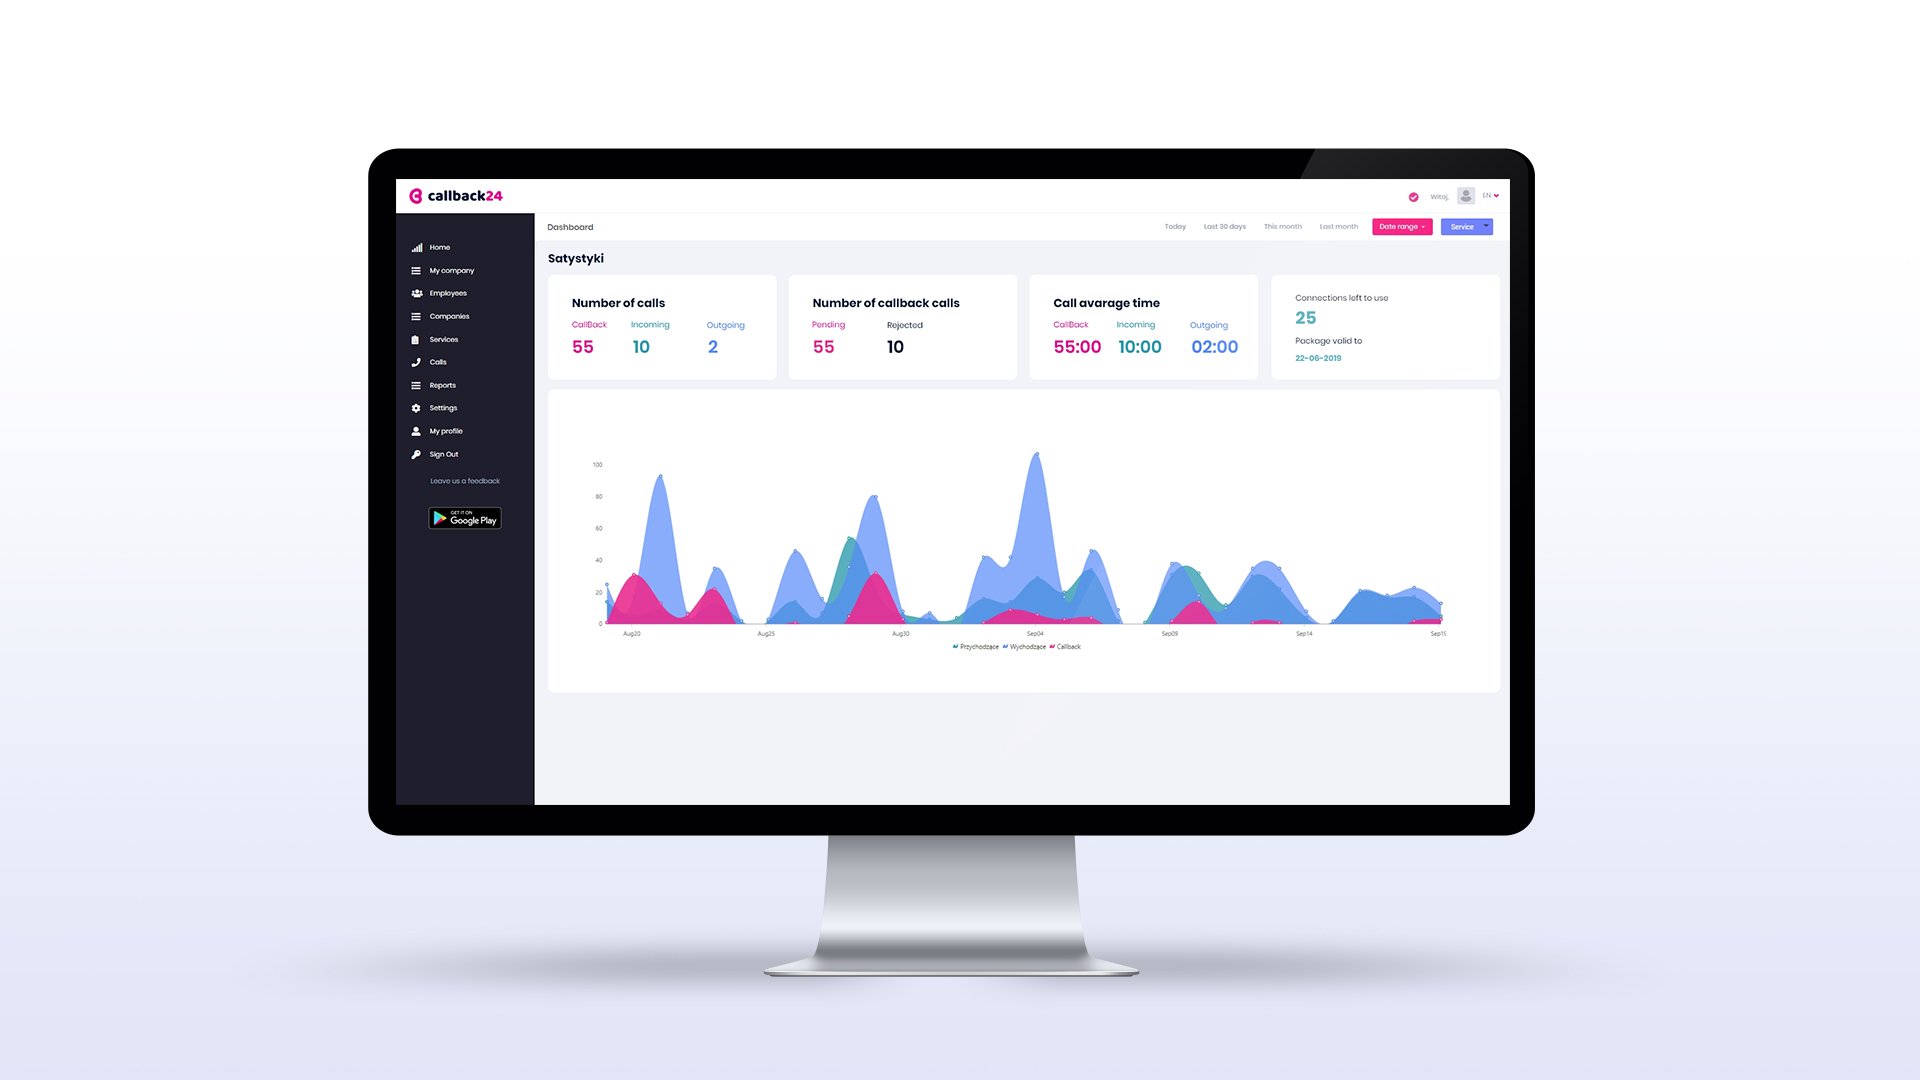 callback24
Witaj,
EN
Home
My company
Employees
Companies
Services
Calls
Reports
Settings
My profile
Sign Out
Leave us a feedback
GET IT ON
Google Play
Dashboard
Today Last 30 days This month Last month Date range Service
Satystyki
Number of calls
CallBack Incoming Outgoing
55 10 2
Number of callback calls
Pending Rejected
55 10
Call avarage time
CallBack Incoming Outgoing
55:00 10:00 02:00
Connections left to use
25
Package valid to
22-06-2019
100
80
60
40
20
0
Aug20 Aug25 Aug30 Sep04 Sep09 Sep14 Sep19
Przychodzące Wychodzące Callback